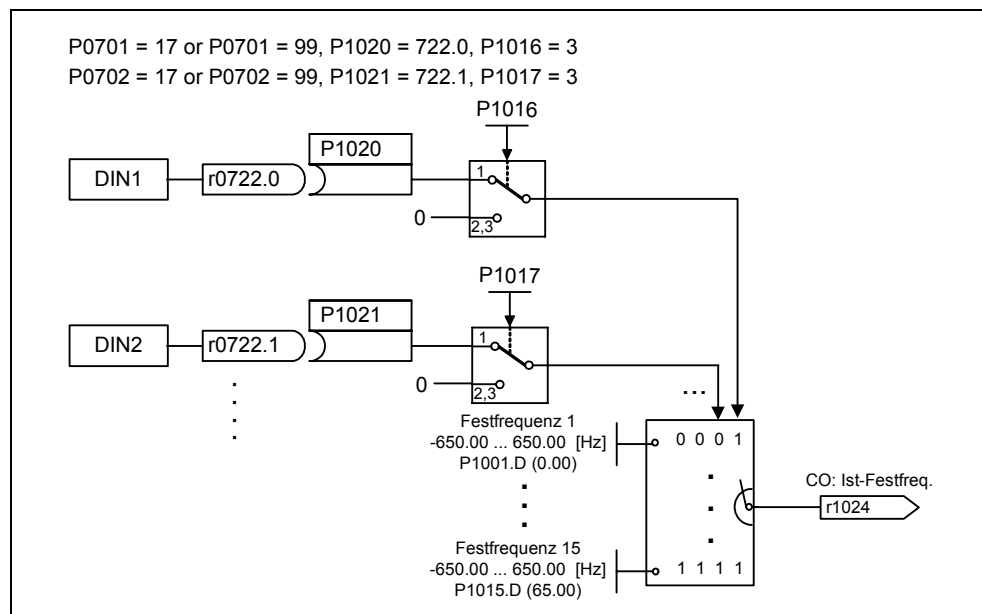 P0701 = 17 or P0701 = 99, P1020 = 722.0, P1016 = 3
P0702 = 17 or P0702 = 99, P1021 = 722.1, P1017 = 3
P1016
P1020
DIN1
r0722.0
1
0
2,3
P1017
P1021
DIN2
r0722.1
1
0
2,3
...
Festfrequenz 1
-650.00 ... 650.00 [Hz]
P1001.D (0.00)
0 0 0 1
CO: Ist-Festfreq.
r1024
Festfrequenz 15
-650.00 ... 650.00 [Hz]
P1015.D (65.00)
1 1 1 1